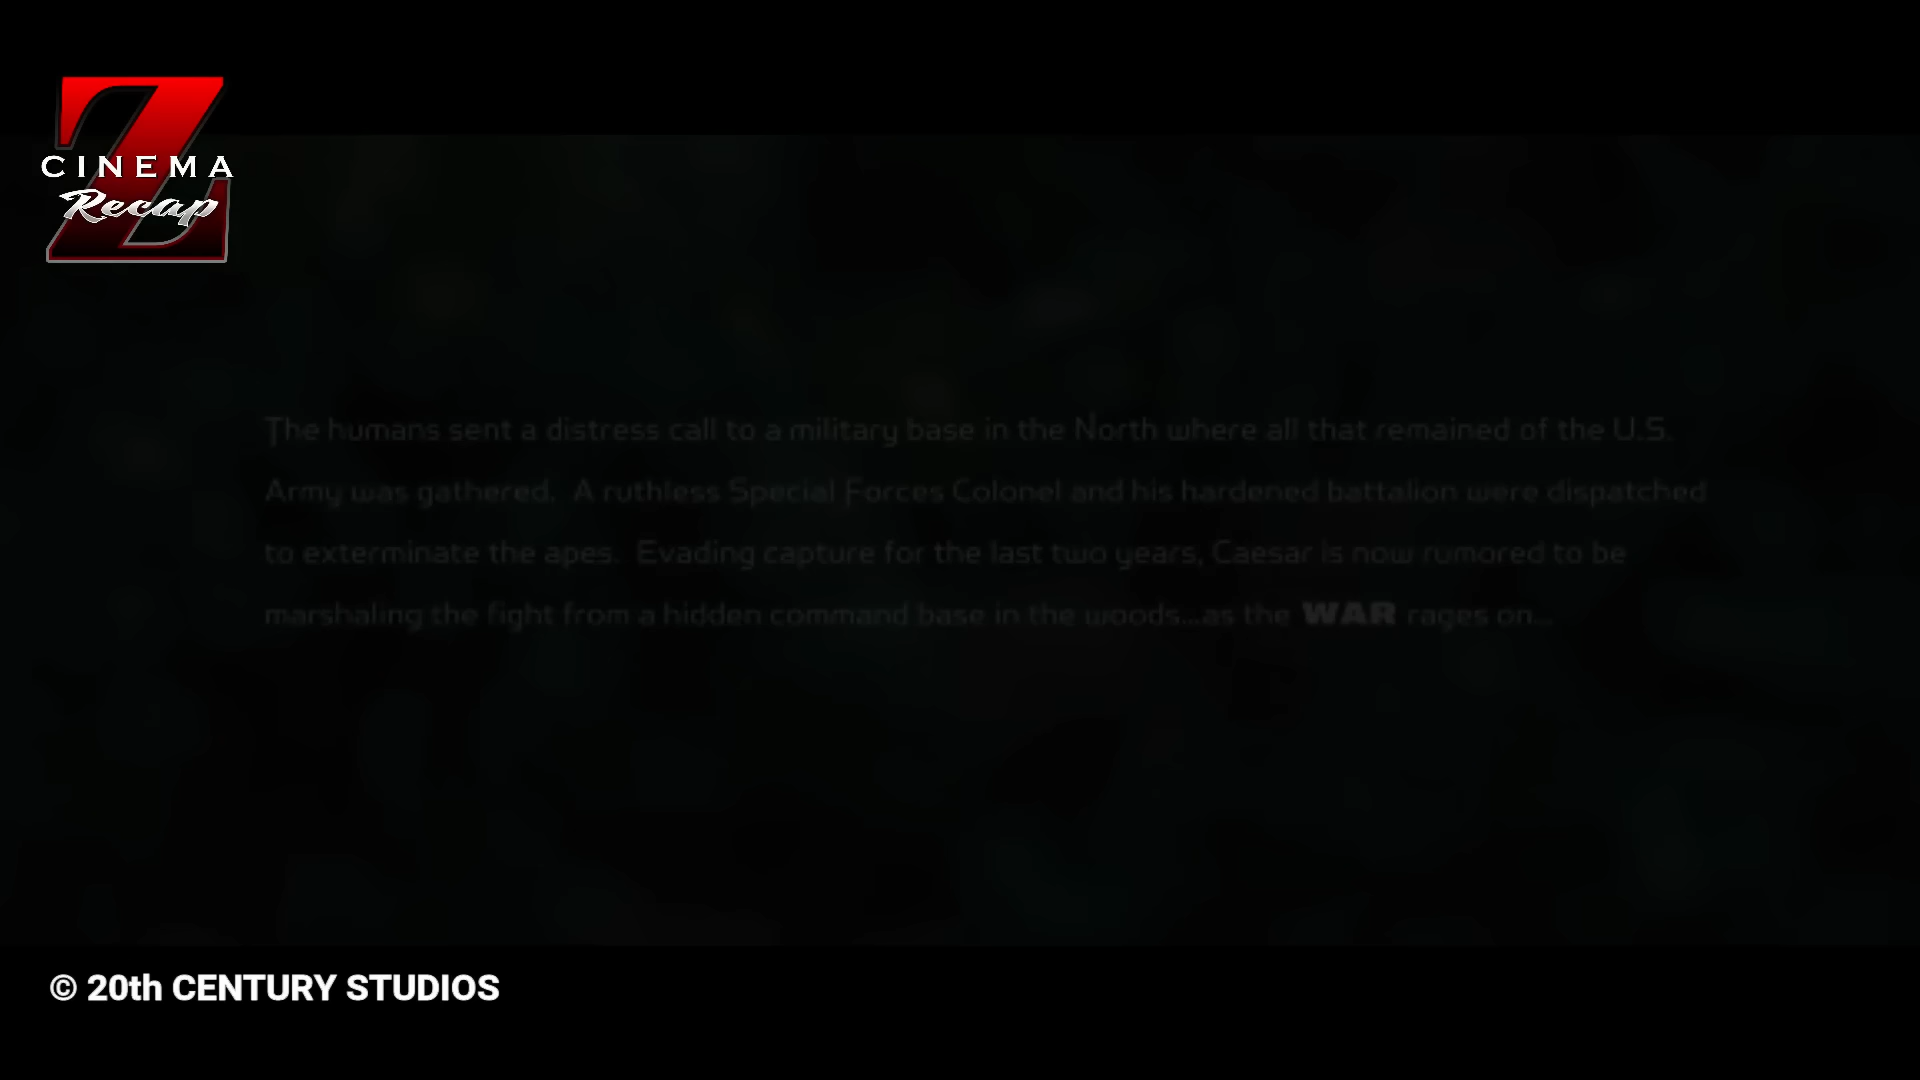 Z
CINEMA
Recap
The humans sent a distress call to a military base in the North where all that remained of the U.S.
Army was gathered. A ruthless Special Forces Colonel and his hardened battalion were dispatched
to exterminate the apes. Evading capture for the last two years, Caesar is now rumored to be
marshaling the fight from a hidden command base in the woods...as the WAR rages on...
© 20th CENTURY STUDIOS